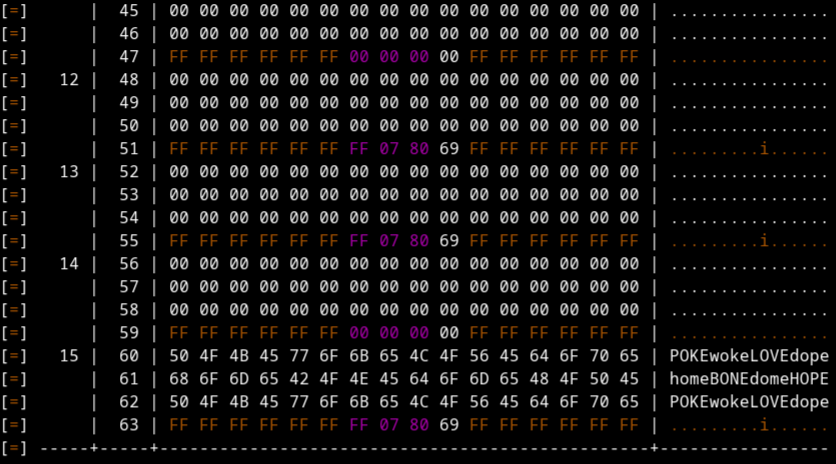 [=] | 45 | 00 00 00 00 00 00 00 00 00 00 00 00 00 00 00 00 | ................
[=] | 46 | 00 00 00 00 00 00 00 00 00 00 00 00 00 00 00 00 | ................
[=] | 47 | FF FF FF FF FF FF 00 00 00 00 FF FF FF FF FF FF | ................
[=] 12 | 48 | 00 00 00 00 00 00 00 00 00 00 00 00 00 00 00 00 | ................
[=] | 49 | 00 00 00 00 00 00 00 00 00 00 00 00 00 00 00 00 | ................
[=] | 50 | 00 00 00 00 00 00 00 00 00 00 00 00 00 00 00 00 | ................
[=] | 51 | FF FF FF FF FF FF FF 07 80 69 FF FF FF FF FF FF | .........i......
[=] 13 | 52 | 00 00 00 00 00 00 00 00 00 00 00 00 00 00 00 00 | ................
[=] | 53 | 00 00 00 00 00 00 00 00 00 00 00 00 00 00 00 00 | ................
[=] | 54 | 00 00 00 00 00 00 00 00 00 00 00 00 00 00 00 00 | ................
[=] | 55 | FF FF FF FF FF FF FF 07 80 69 FF FF FF FF FF FF | .........i......
[=] 14 | 56 | 00 00 00 00 00 00 00 00 00 00 00 00 00 00 00 00 | ................
[=] | 57 | 00 00 00 00 00 00 00 00 00 00 00 00 00 00 00 00 | ................
[=] | 58 | 00 00 00 00 00 00 00 00 00 00 00 00 00 00 00 00 | ................
[=] | 59 | FF FF FF FF FF FF 00 00 00 00 FF FF FF FF FF FF | ................
[=] 15 | 60 | 50 4F 4B 45 77 6F 6B 65 4C 4F 56 45 64 6F 70 65 | POKEwokeLOVEdope
[=] | 61 | 68 6F 6D 65 42 4F 4E 45 64 6F 6D 65 48 4F 50 45 | homeBONEdomeHOPE
[=] | 62 | 50 4F 4B 45 77 6F 6B 65 4C 4F 56 45 64 6F 70 65 | POKEwokeLOVEdope
[=] | 63 | FF FF FF FF FF FF FF 07 80 69 FF FF FF FF FF FF | .........i......
[=] -----+-----+-------------------------------------------------+-----------------